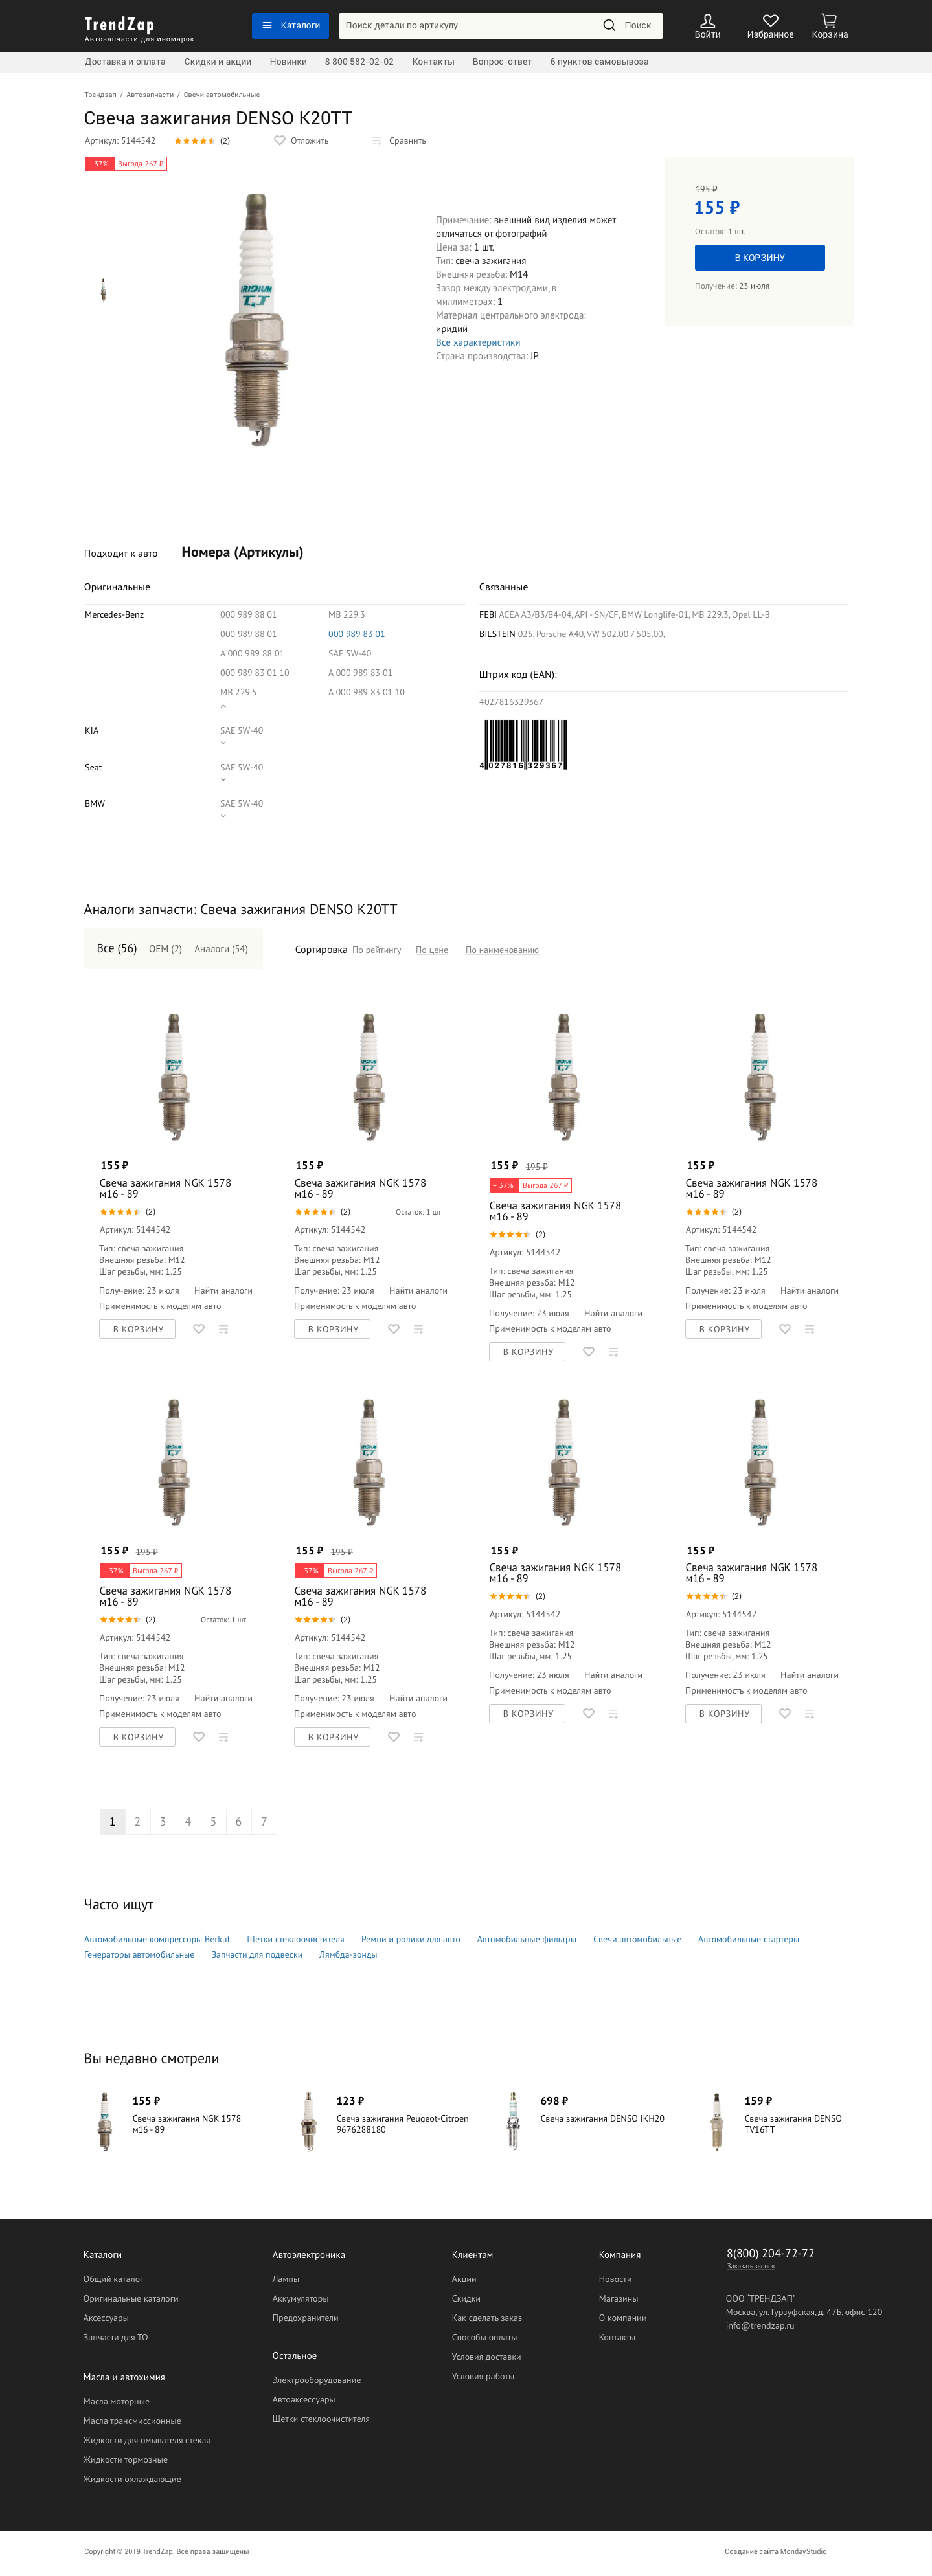 TrendZap
Автозапчасти для иномарок
Каталоги
Поиск детали по артикулу
Поиск
Войти
Избранное
Корзина
Доставка и оплата
Скидки и акции
Новинки
8 800 582-02-02
Контакты
Вопрос-ответ
6 пунктов самовывоза
Трендзап / Автозапчасти / Свечи автомобильные
Свеча зажигания DENSO K20TT
Артикул: 5144542
(2)
Отложить
Сравнить
– 37% Выгода 267 ₽
IRIDIUM
TT
Примечание: внешний вид изделия может
отличаться от фотографий
Цена за: 1 шт.
Тип: свеча зажигания
Внешняя резьба: M14
Зазор между электродами, в
миллиметрах: 1
Материал центрального электрода:
иридий
Все характеристики
Страна производства: JP
195 ₽
155 ₽
Остаток: 1 шт.
В КОРЗИНУ
Получение: 23 июля
Подходит к авто
Номера (Артикулы)
Оригинальные
Mercedes-Benz
000 989 88 01
MB 229.3
000 989 88 01
000 989 83 01
A 000 989 88 01
SAE 5W-40
000 989 83 01 10
A 000 989 83 01
MB 229.5
A 000 989 83 01 10
KIA
SAE 5W-40
Seat
SAE 5W-40
BMW
SAE 5W-40
Связанные
FEBI ACEA A3/B3/B4-04, API - SN/CF, BMW Longlife-01, MB 229.3, Opel LL-B
BILSTEIN 025, Porsche A40, VW 502.00 / 505.00,
Штрих код (EAN):
4027816329367
4 027816 329367
Аналоги запчасти: Свеча зажигания DENSO K20TT
Все (56)
OEM (2)
Аналоги (54)
Сортировка
По рейтингу
По цене
По наименованию
155 ₽
Свеча зажигания NGK 1578
м16 - 89
(2)
Артикул: 5144542
Тип: свеча зажигания
Внешняя резьба: M12
Шаг резьбы, мм: 1.25
Получение: 23 июля
Найти аналоги
Применимость к моделям авто
В КОРЗИНУ
155 ₽
Свеча зажигания NGK 1578
м16 - 89
(2)
Остаток: 1 шт
Артикул: 5144542
Тип: свеча зажигания
Внешняя резьба: M12
Шаг резьбы, мм: 1.25
Получение: 23 июля
Найти аналоги
Применимость к моделям авто
В КОРЗИНУ
155 ₽
195 ₽
– 37% Выгода 267 ₽
Свеча зажигания NGK 1578
м16 - 89
(2)
Артикул: 5144542
Тип: свеча зажигания
Внешняя резьба: M12
Шаг резьбы, мм: 1.25
Получение: 23 июля
Найти аналоги
Применимость к моделям авто
В КОРЗИНУ
155 ₽
Свеча зажигания NGK 1578
м16 - 89
(2)
Артикул: 5144542
Тип: свеча зажигания
Внешняя резьба: M12
Шаг резьбы, мм: 1.25
Получение: 23 июля
Найти аналоги
Применимость к моделям авто
В КОРЗИНУ
155 ₽
195 ₽
– 37% Выгода 267 ₽
Свеча зажигания NGK 1578
м16 - 89
(2)
Остаток: 1 шт
Артикул: 5144542
Тип: свеча зажигания
Внешняя резьба: M12
Шаг резьбы, мм: 1.25
Получение: 23 июля
Найти аналоги
Применимость к моделям авто
В КОРЗИНУ
155 ₽
195 ₽
– 37% Выгода 267 ₽
Свеча зажигания NGK 1578
м16 - 89
(2)
Артикул: 5144542
Тип: свеча зажигания
Внешняя резьба: M12
Шаг резьбы, мм: 1.25
Получение: 23 июля
Найти аналоги
Применимость к моделям авто
В КОРЗИНУ
155 ₽
Свеча зажигания NGK 1578
м16 - 89
(2)
Артикул: 5144542
Тип: свеча зажигания
Внешняя резьба: M12
Шаг резьбы, мм: 1.25
Получение: 23 июля
Найти аналоги
Применимость к моделям авто
В КОРЗИНУ
155 ₽
Свеча зажигания NGK 1578
м16 - 89
(2)
Артикул: 5144542
Тип: свеча зажигания
Внешняя резьба: M12
Шаг резьбы, мм: 1.25
Получение: 23 июля
Найти аналоги
Применимость к моделям авто
В КОРЗИНУ
1 2 3 4 5 6 7
Часто ищут
Автомобильные компрессоры Berkut
Щетки стеклоочистителя
Ремни и ролики для авто
Автомобильные фильтры
Свечи автомобильные
Автомобильные стартеры
Генераторы автомобильные
Запчасти для подвески
Лямбда-зонды
Вы недавно смотрели
155 ₽
Свеча зажигания NGK 1578
м16 - 89
123 ₽
Свеча зажигания Peugeot-Citroen
9676288180
698 ₽
Свеча зажигания DENSO IKH20
159 ₽
Свеча зажигания DENSO
TV16TT
Каталоги
Общий каталог
Оригинальные каталоги
Аксессуары
Запчасти для ТО
Масла и автохимия
Масла моторные
Масла трансмиссионные
Жидкости для омывателя стекла
Жидкости тормозные
Жидкости охлаждающие
Автоэлектроника
Лампы
Аккумуляторы
Предохранители
Остальное
Электрооборудование
Автоаксессуары
Щетки стеклоочистителя
Клиентам
Акции
Скидки
Как сделать заказ
Способы оплаты
Условия доставки
Условия работы
Компания
Новости
Магазины
О компании
Контакты
8(800) 204-72-72
Заказать звонок
ООО "ТРЕНДЗАП"
Москва, ул. Гурзуфская, д. 47Б, офис 120
info@trendzap.ru
Copyright © 2019 TrendZap. Все права защищены
Создание сайта MondayStudio